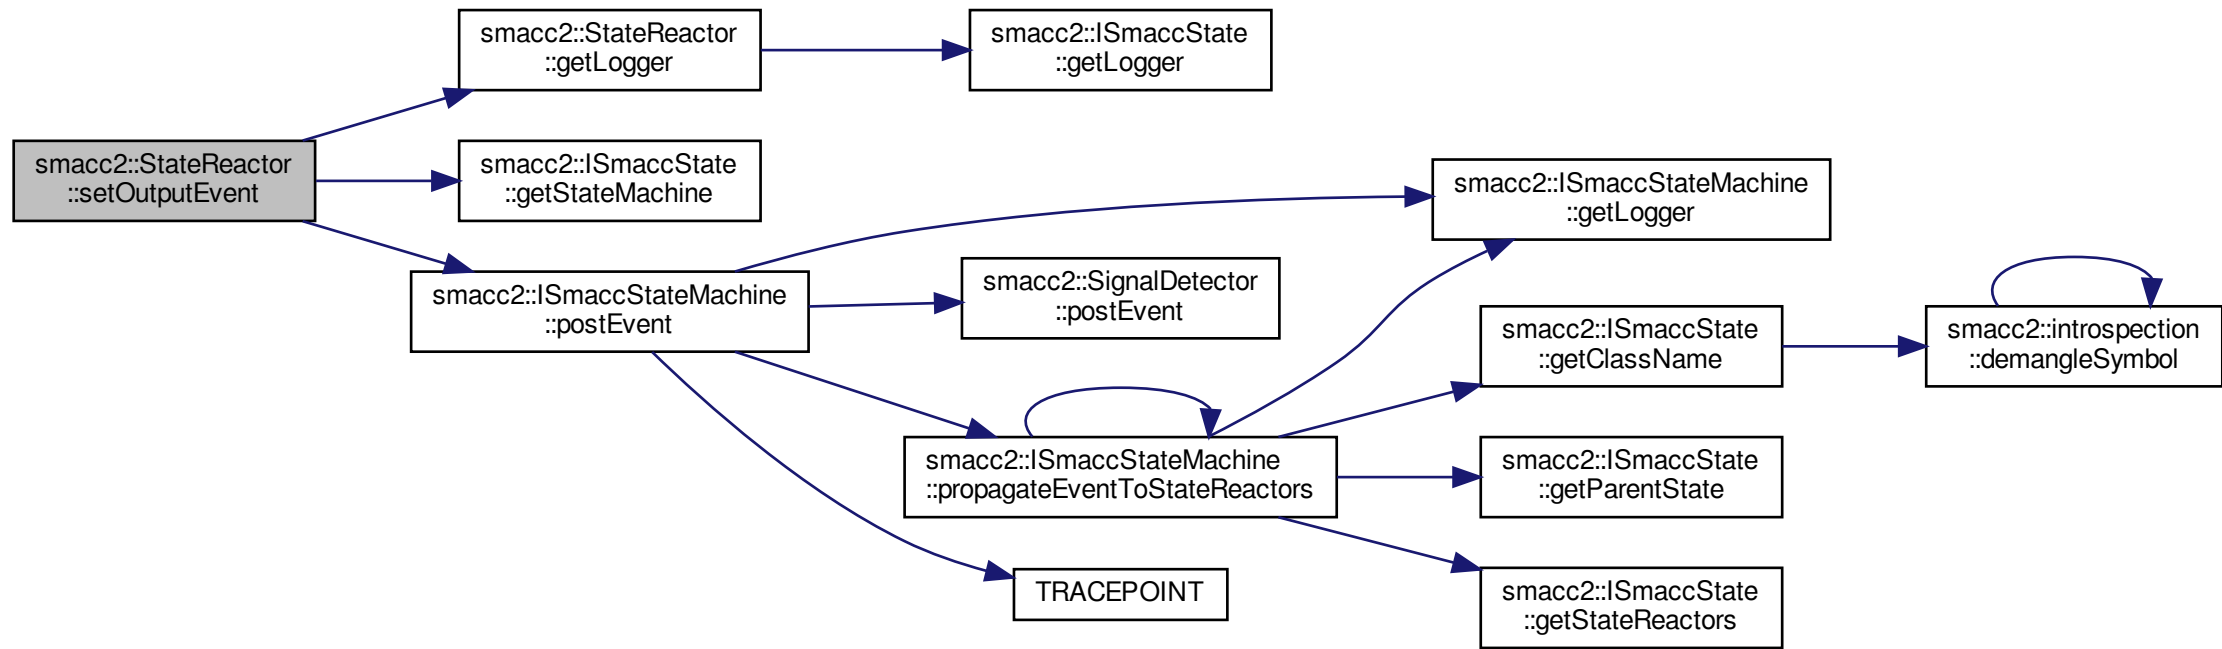 smacc2::StateReactor
::setOutputEvent
smacc2::StateReactor
::getLogger
smacc2::ISmaccState
::getLogger
smacc2::ISmaccState
::getStateMachine
smacc2::ISmaccStateMachine
::postEvent
smacc2::ISmaccStateMachine
::getLogger
smacc2::SignalDetector
::postEvent
smacc2::ISmaccStateMachine
::propagateEventToStateReactors
smacc2::ISmaccState
::getClassName
smacc2::introspection
::demangleSymbol
smacc2::ISmaccState
::getParentState
smacc2::ISmaccState
::getStateReactors
TRACEPOINT